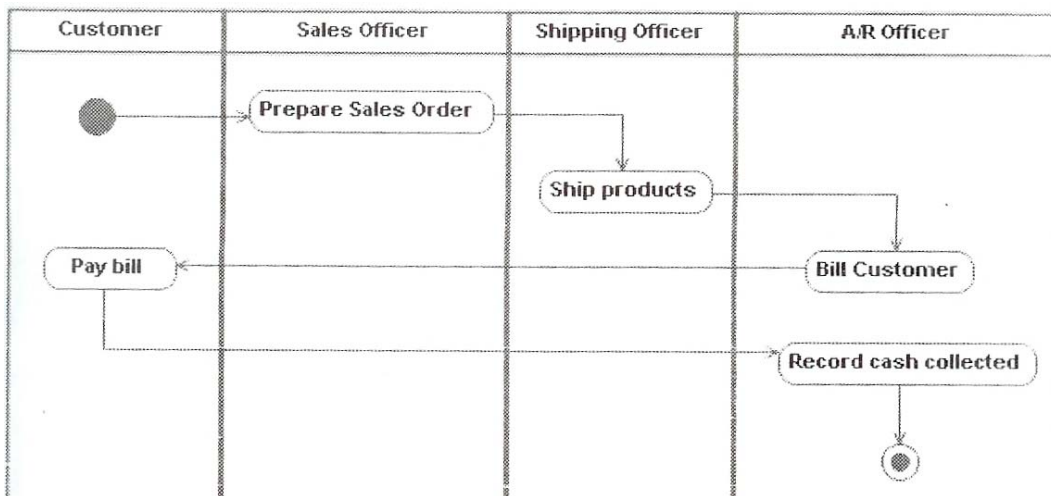 Customer
Sales Officer
Shipping Officer
A/R Officer
Prepare Sales Order
Ship products
Pay bill
Bill Customer
Record cash collected